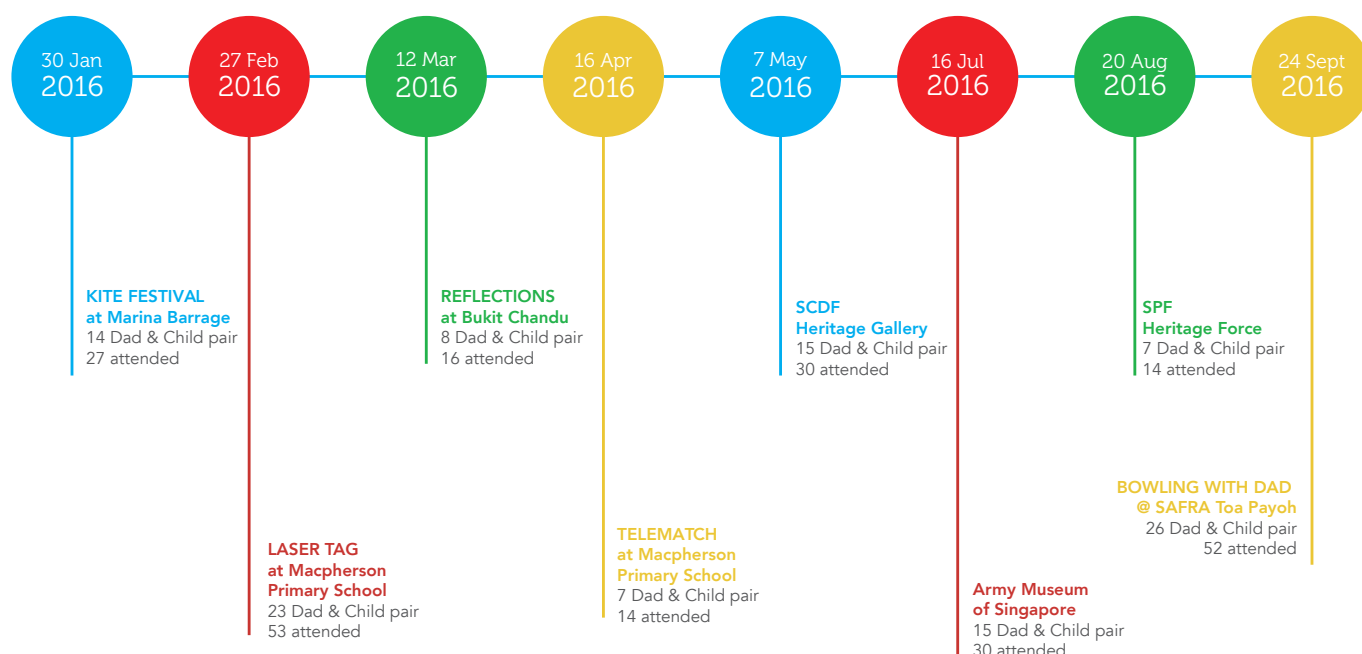 30 Jan
2016
27 Feb
2016
12 Mar
2016
16 Apr
2016
7 May
2016
16 Jul
2016
20 Aug
2016
24 Sept
2016
KITE FESTIVAL
at Marina Barrage
14 Dad & Child pair
27 attended
LASER TAG
at Macpherson
Primary School
23 Dad & Child pair
53 attended
REFLECTIONS
at Bukit Chandu
8 Dad & Child pair
16 attended
TELEMATCH
at Macpherson
Primary School
7 Dad & Child pair
14 attended
SCDF
Heritage Gallery
15 Dad & Child pair
30 attended
Army Museum
of Singapore
15 Dad & Child pair
30 attended
SPF
Heritage Force
7 Dad & Child pair
14 attended
BOWLING WITH DAD
@ SAFRA Toa Payoh
26 Dad & Child pair
52 attended